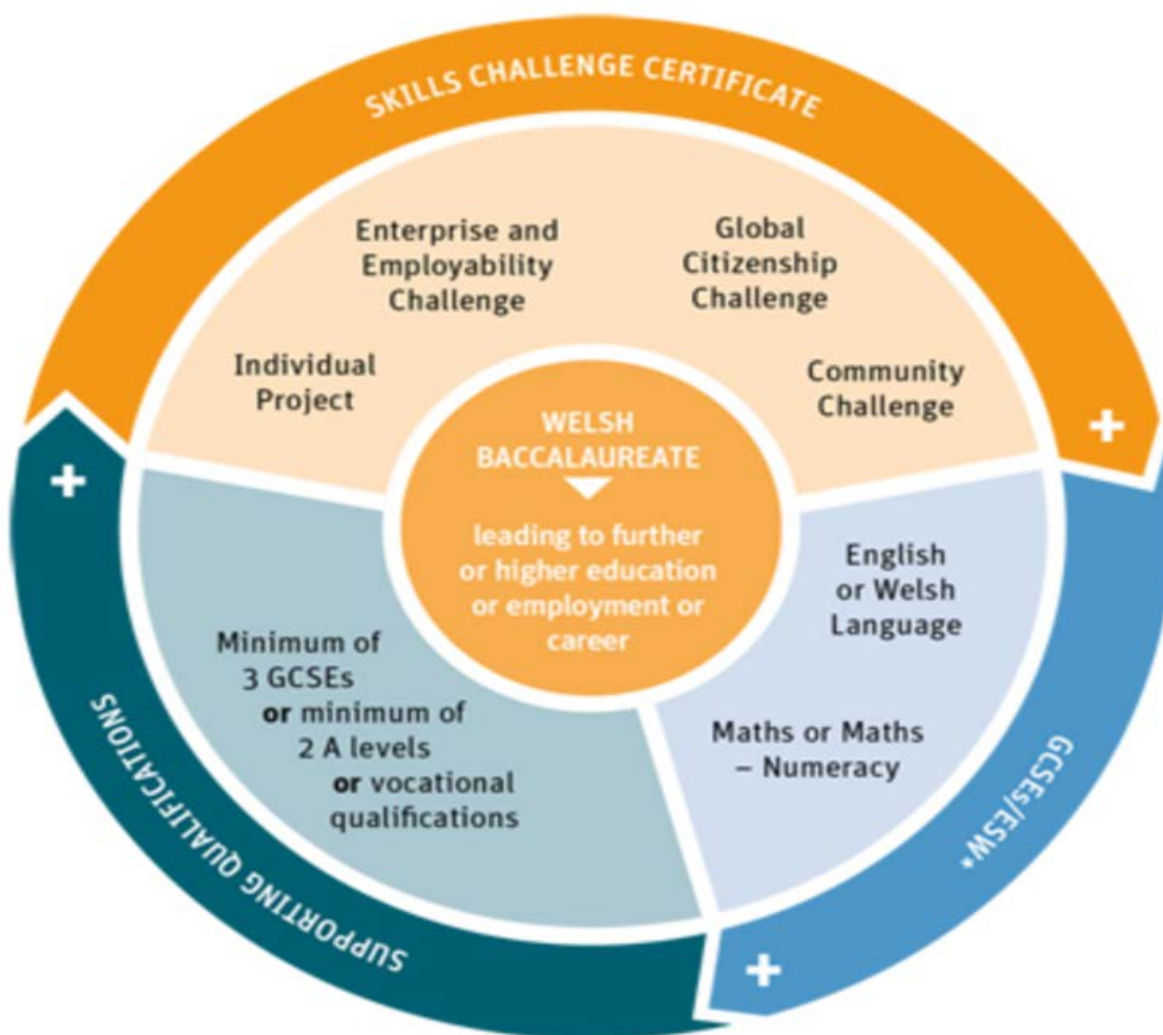 SKILLS CHALLENGE CERTIFICATE
Enterprise and
Employability
Challenge
Global
Citizenship
Challenge
Individual
Project
Community
Challenge
WELSH
BACCALAUREATE
leading to further
or higher education
or employment or
career
English
or Welsh
Language
Maths or Maths
– Numeracy
GCSEs/ESW*
Minimum of
3 GCSEs
or minimum of
2 A levels
or vocational
qualifications
SUPPORTING QUALIFICATIONS
+
+
+